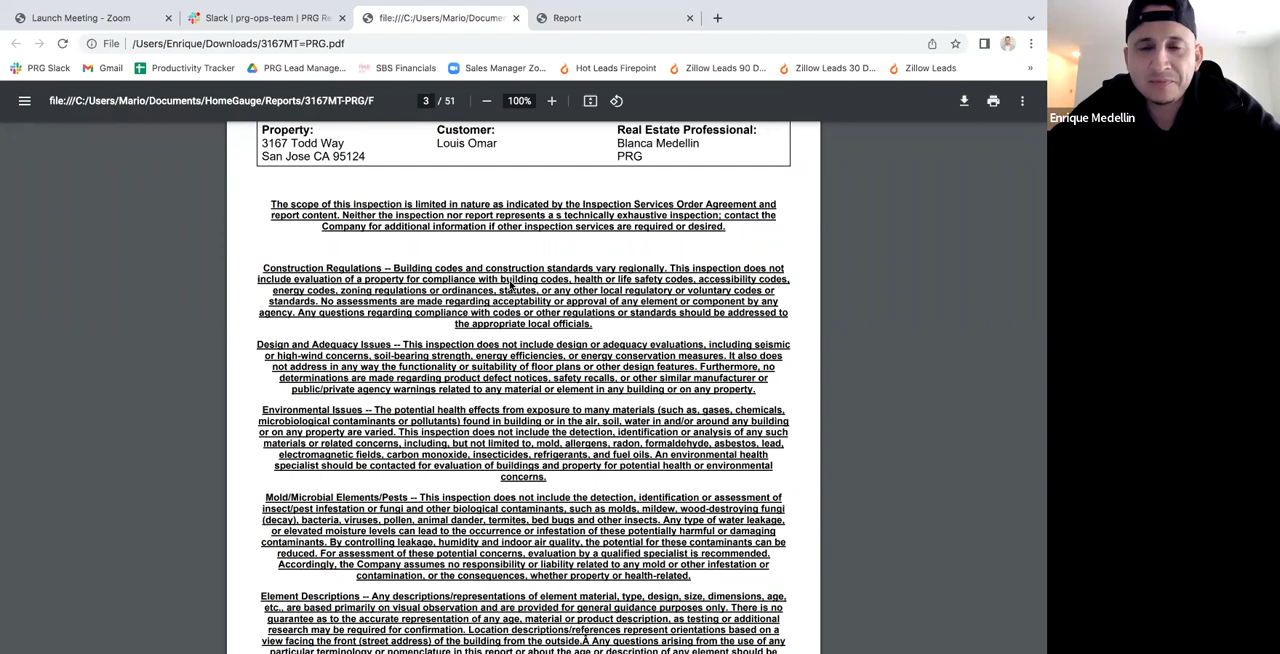 Launch Meeting - Zoom
Slack | prg-ops-team | PRG Re
file:///C:/Users/Mario/Documen
Report
File
/Users/Enrique/Downloads/3167MT=PRG.pdf
PRG Slack
Gmail
Productivity Tracker
PRG Lead Manage...
SBS Financials
Sales Manager Zo...
Hot Leads Firepoint
Zillow Leads 90 D...
Zillow Leads 30 D...
Zillow Leads
»
file:///C:/Users/Mario/Documents/HomeGauge/Reports/3167MT-PRG/F
3 / 51
100%
Enrique Medellin
Property:
Customer:
Real Estate Professional:
3167 Todd Way
Louis Omar
Blanca Medellin
San Jose CA 95124
PRG
The scope of this inspection is limited in nature as indicated by the Inspection Services Order Agreement and
report content. Neither the inspection nor report represents a s technically exhaustive inspection; contact the
Company for additional information if other inspection services are required or desired.
Construction Regulations -- Building codes and construction standards vary regionally. This inspection does not
include evaluation of a property for compliance with building codes, health or life safety codes, accessibility codes,
energy codes, zoning regulations or ordinances, statutes, or any other local regulatory or voluntary codes or
standards. No assessments are made regarding acceptability or approval of any element or component by any
agency. Any questions regarding compliance with codes or other regulations or standards should be addressed to
the appropriate local officials.
Design and Adequacy Issues -- This inspection does not include design or adequacy evaluations, including seismic
or high-wind concerns, soil-bearing strength, energy efficiencies, or energy conservation measures. It also does
not address in any way the functionality or suitability of floor plans or other design features. Furthermore, no
determinations are made regarding product defect notices, safety recalls, or other similar manufacturer or
public/private agency warnings related to any material or element in any building or on any property.
Environmental Issues -- The potential health effects from exposure to many materials (such as, gases, chemicals,
microbiological contaminants or pollutants) found in building or in the air, soil, water in and/or around any building
or on any property are varied. This inspection does not include the detection, identification or analysis of any such
materials or related concerns, including, but not limited to, mold, allergens, radon, formaldehyde, asbestos, lead,
electromagnetic fields, carbon monoxide, insecticides, refrigerants, and fuel oils. An environmental health
specialist should be contacted for evaluation of buildings and property for potential health or environmental
concerns.
Mold/Microbial Elements/Pests -- This inspection does not include the detection, identification or assessment of
insect/pest infestation or fungi and other biological contaminants, such as molds, mildew, wood-destroying fungi
(decay), bacteria, viruses, pollen, animal dander, termites, bed bugs and other insects. Any type of water leakage,
or elevated moisture levels can lead to the occurrence or infestation of these potentially harmful or damaging
contaminants. By controlling leakage, humidity and indoor air quality, the potential for these contaminants can be
reduced. For assessment of these potential concerns, evaluation by a qualified specialist is recommended.
Accordingly, the Company assumes no responsibility or liability related to any mold or other infestation or
contamination, or the consequences, whether property or health-related.
Element Descriptions -- Any descriptions/representations of element material, type, design, size, dimensions, age,
etc., are based primarily on visual observation and are provided for general guidance purposes only. There is no
guarantee as to the accurate representation of any age, material or product description, as testing or additional
research may be required for confirmation. Location descriptions/references represent orientations based on a
view facing the front (street address) of the building from the outside.Â Any questions arising from the use of any
particular terminology or nomenclature in this report or about the age or description of any element should be